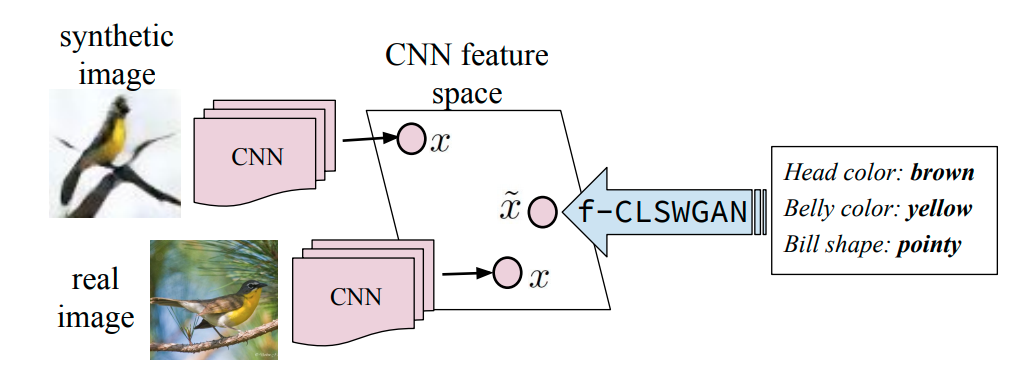 synthetic
image
CNN feature
space
CNN
x
x̃
f-CLSWGAN
Head color: brown
Belly color: yellow
Bill shape: pointy
real
image
CNN
x